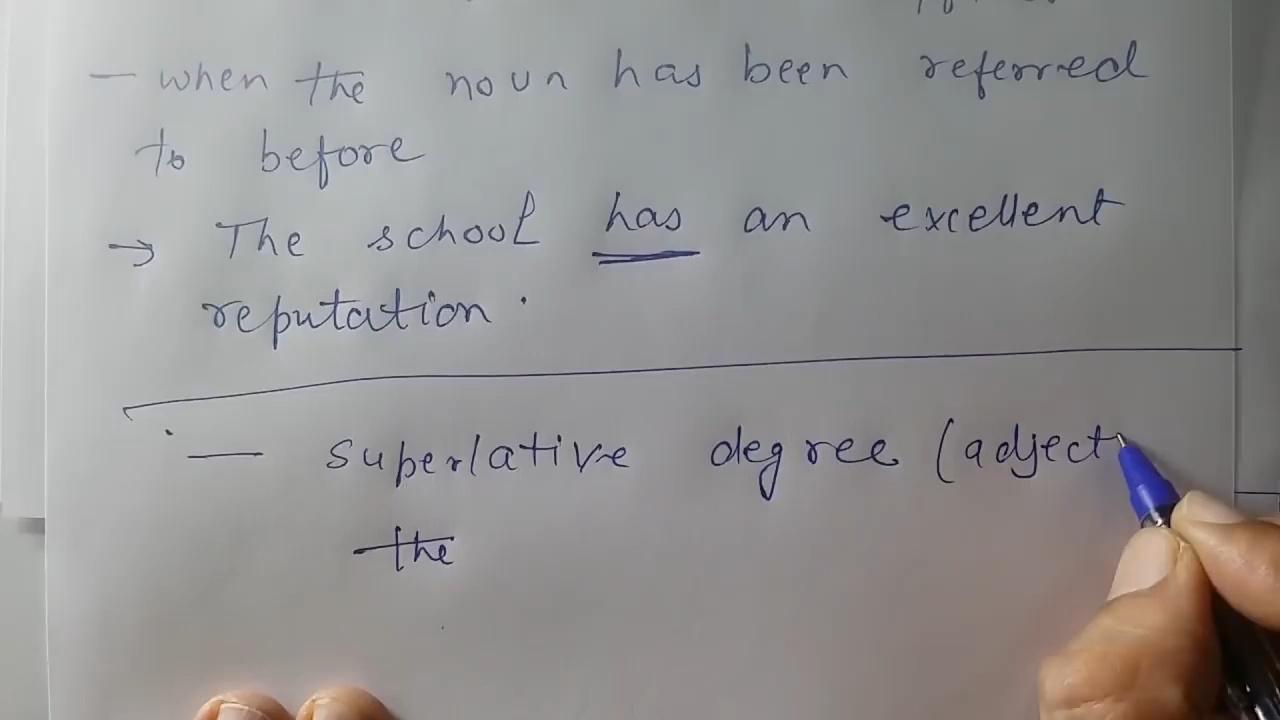 — when the noun has been referred
to before
→ The school has an excellent
reputation.
— superlative degree (adject
the